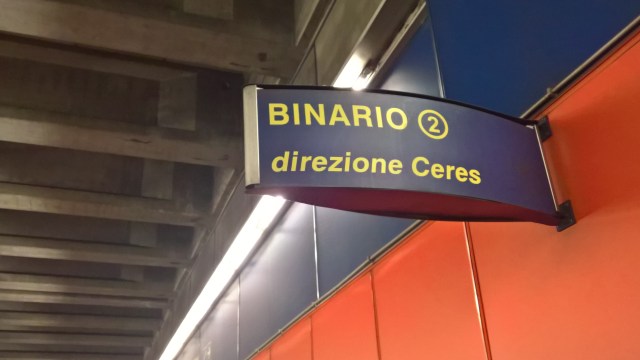 BINARIO ②
direzione Ceres